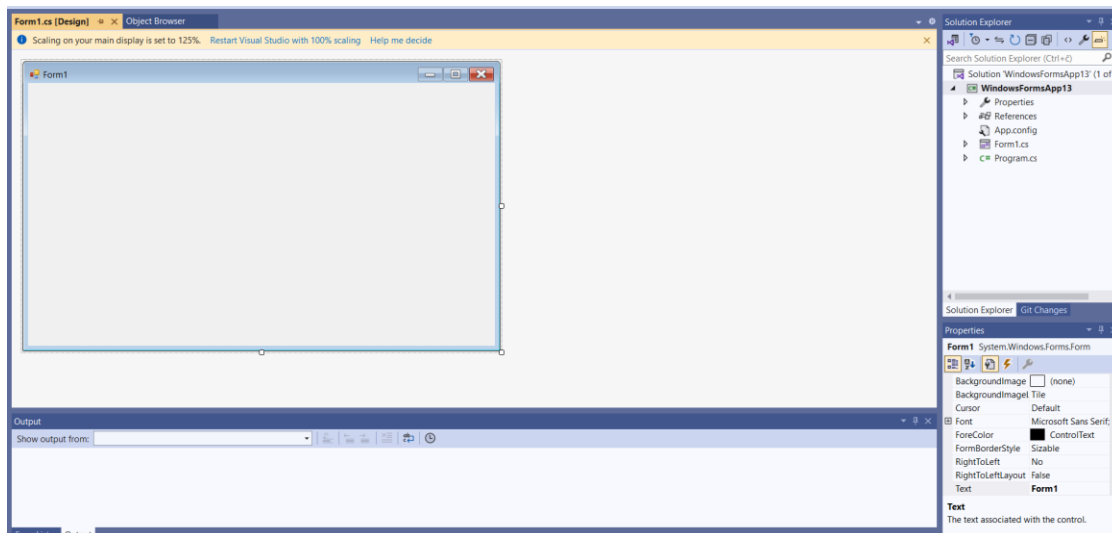 Form1.cs [Design]
Object Browser
Scaling on your main display is set to 125%. Restart Visual Studio with 100% scaling Help me decide
Form1
Output
Show output from:
Solution Explorer
Search Solution Explorer (Ctrl+č)
Solution 'WindowsFormsApp13' (1 of
WindowsFormsApp13
Properties
References
App.config
Form1.cs
C# Program.cs
Solution Explorer Git Changes
Properties
Form1 System.Windows.Forms.Form
BackgroundImage (none)
BackgroundImagel Tile
Cursor Default
Font Microsoft Sans Serif;
ForeColor ControlText
FormBorderStyle Sizable
RightToLeft No
RightToLeftLayout False
Text Form1
Text
The text associated with the control.